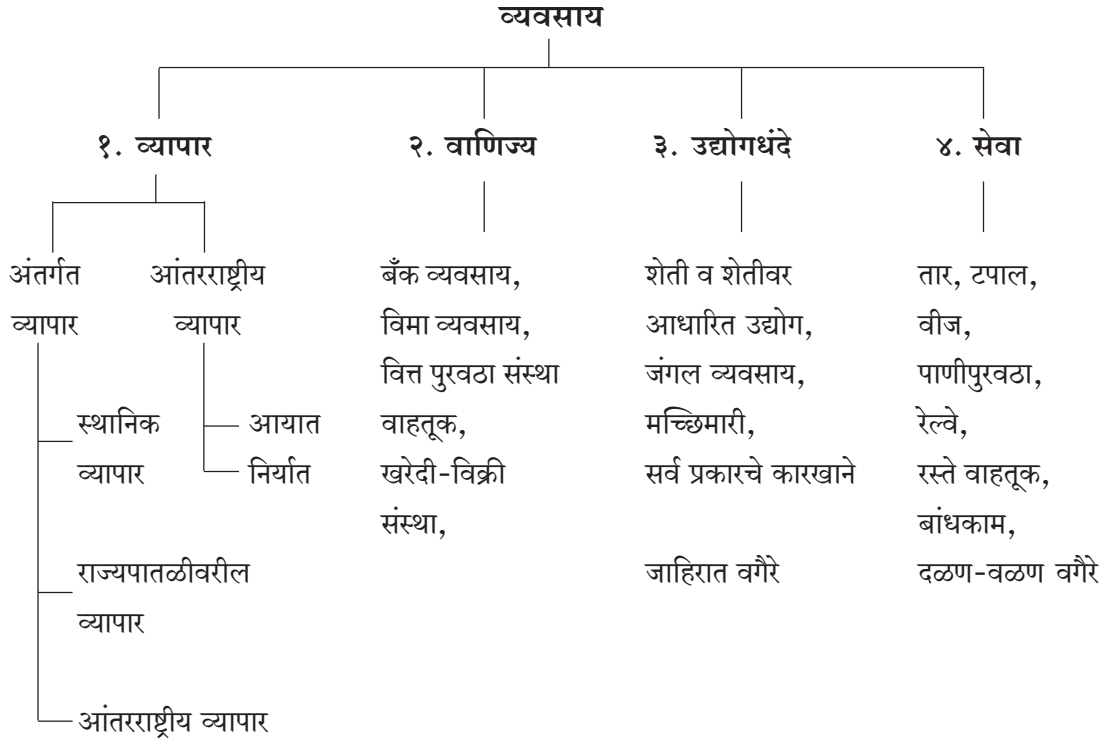 व्यवसाय
१. व्यापार
२. वाणिज्य
३. उद्योगधंदे
४. सेवा
अंतर्गत
व्यापार
स्थानिक
व्यापार
राज्यपातळीवरील
व्यापार
आंतरराष्ट्रीय व्यापार
आंतरराष्ट्रीय
व्यापार
आयात
निर्यात
बँक व्यवसाय,
विमा व्यवसाय,
वित्त पुरवठा संस्था
वाहतूक,
खरेदी-विक्री
संस्था,
शेती व शेतीवर
आधारित उद्योग,
जंगल व्यवसाय,
मच्छिमारी,
सर्व प्रकारचे कारखाने
जाहिरात वगैरे
तार, टपाल,
वीज,
पाणीपुरवठा,
रेल्वे,
रस्ते वाहतूक,
बांधकाम,
दळण-वळण वगैरे